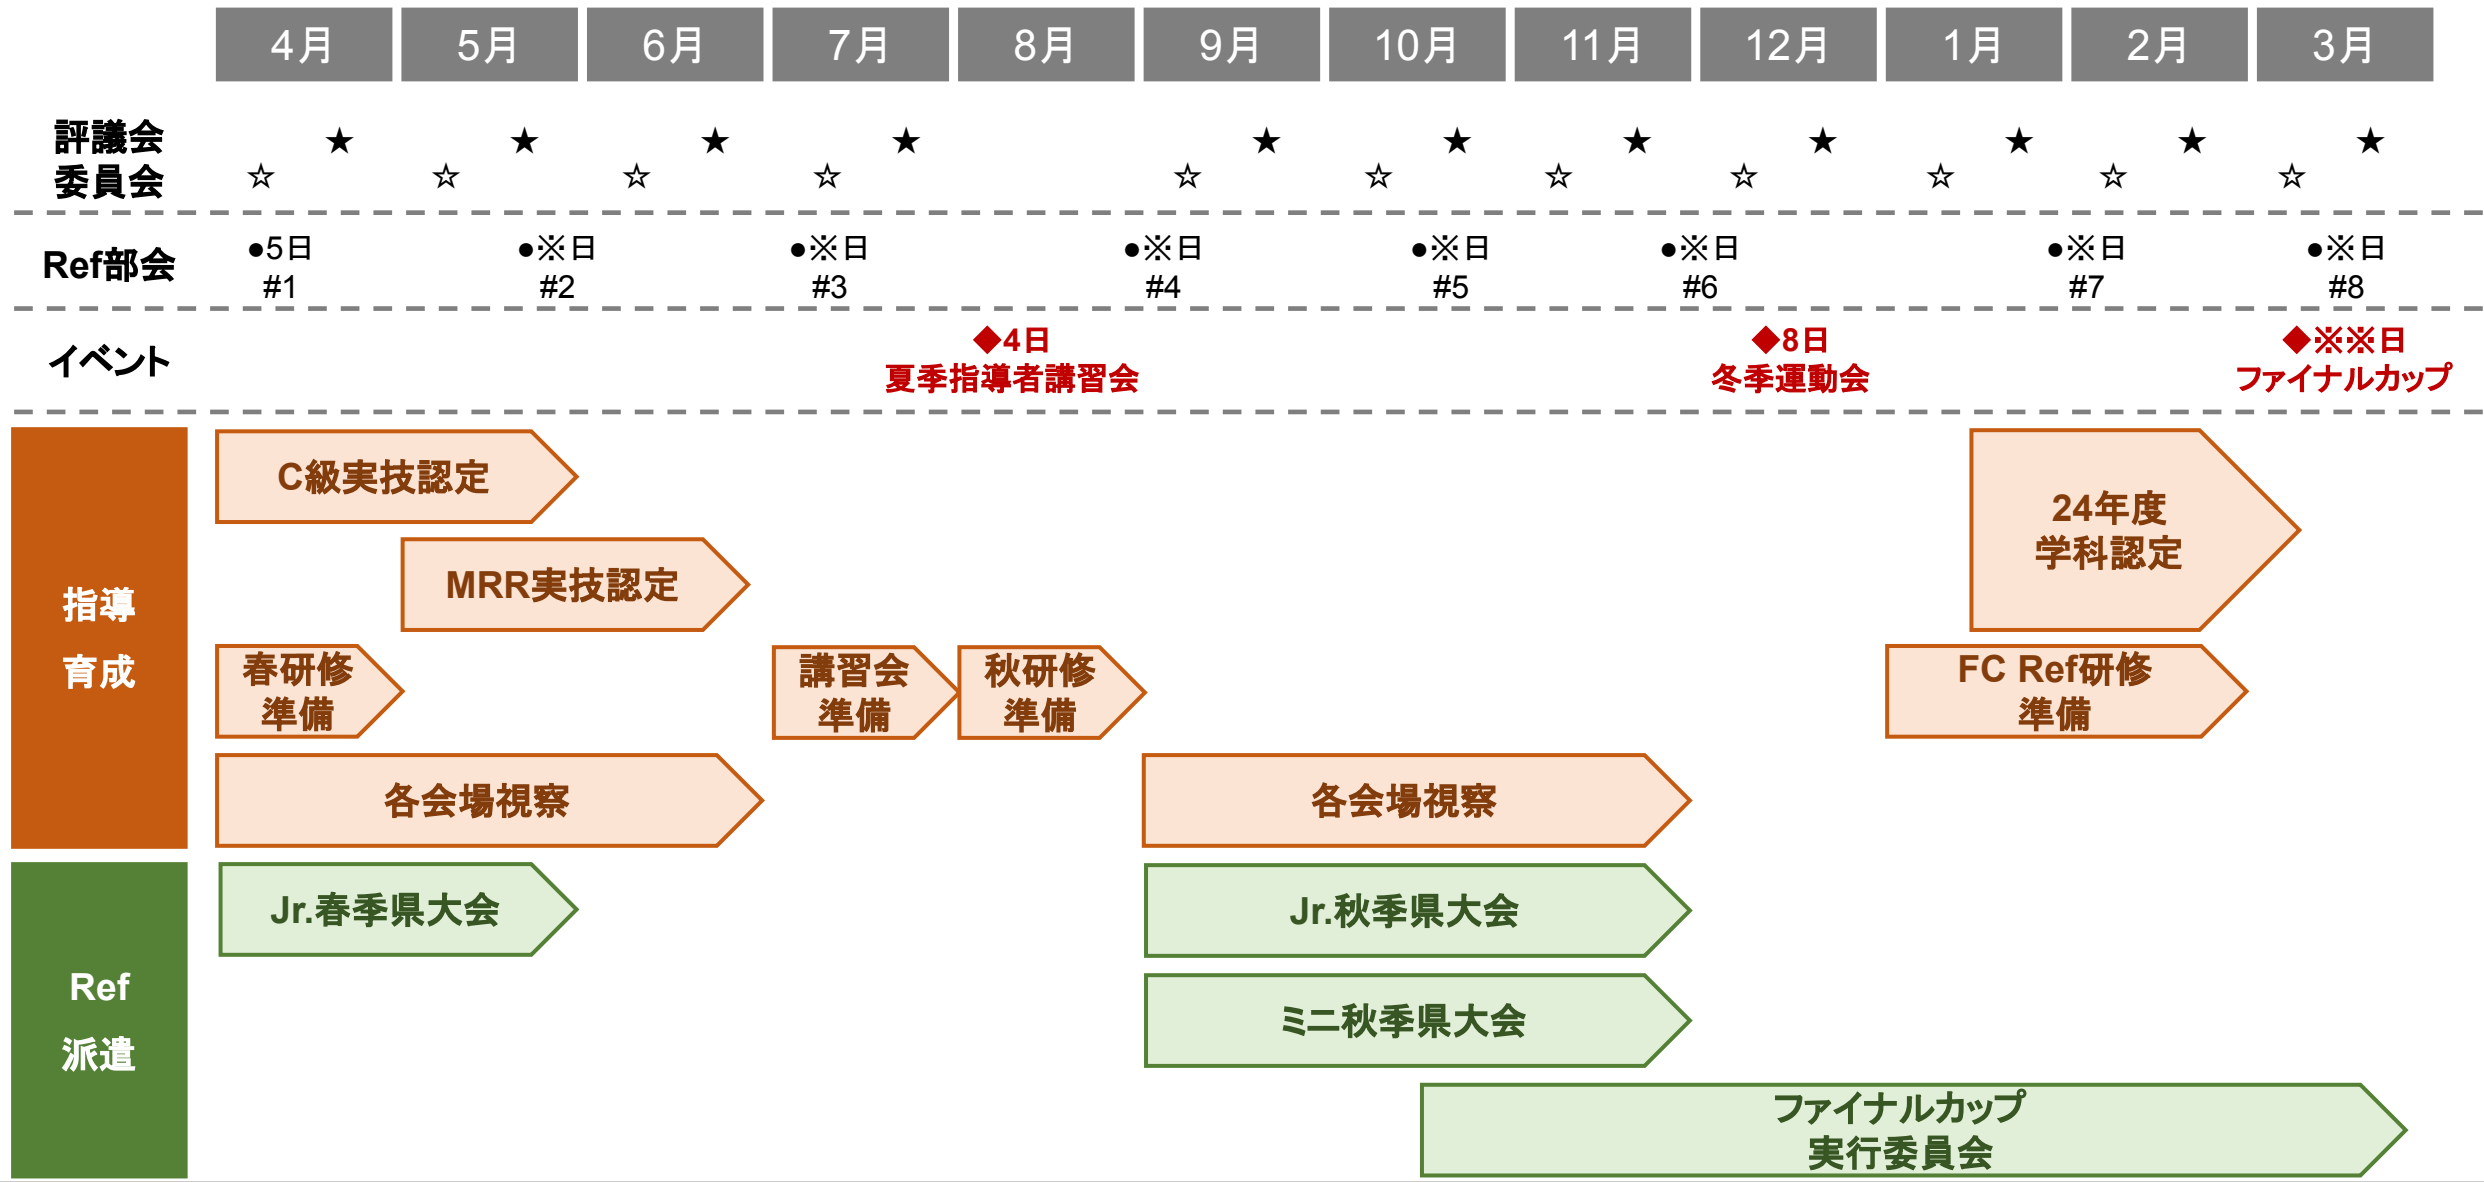 4月 5月 6月 7月 8月 9月 10月 11月 12月 1月 2月 3月
評議会 ★ ★ ★ ★ ★ ★ ★ ★ ★ ★ ★
委員会 ☆ ☆ ☆ ☆ ☆ ☆ ☆ ☆ ☆ ☆ ☆
Ref部会
●5日
#1
●※日
#2
●※日
#3
●※日
#4
●※日
#5
●※日
#6
●※日
#7
●※日
#8
イベント
◆4日
夏季指導者講習会
◆8日
冬季運動会
◆※※日
ファイナルカップ
指導
育成
C級実技認定
24年度
学科認定
MRR実技認定
春研修
準備
講習会
準備
秋研修
準備
FC Ref研修
準備
各会場視察
各会場視察
Ref
派遣
Jr.春季県大会
Jr.秋季県大会
ミニ秋季県大会
ファイナルカップ
実行委員会